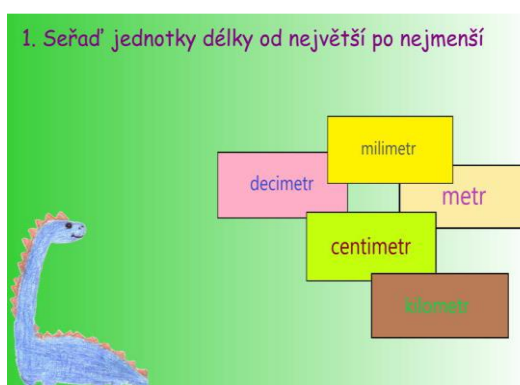 1. Seřaď jednotky délky od největší po nejmenší
milimetr
decimetr
metr
centimetr
kilometr